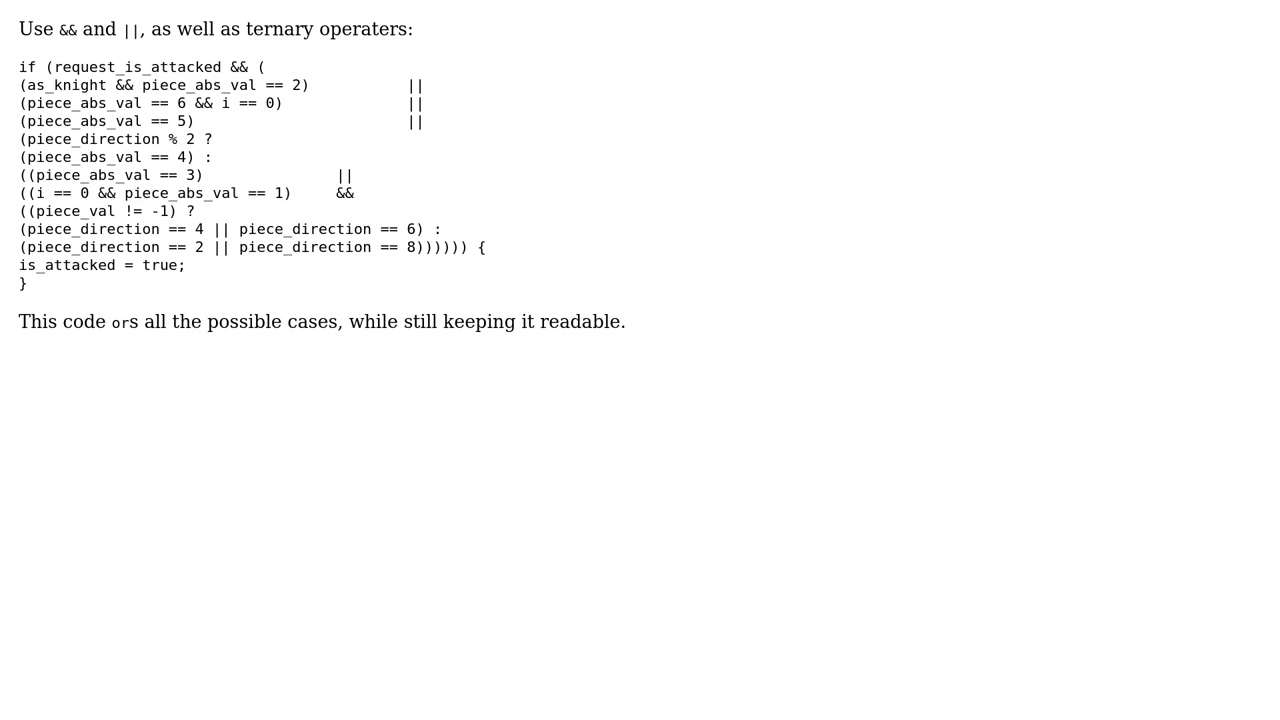 Use && and ||, as well as ternary operaters:
if (request_is_attacked && (
(as_knight && piece_abs_val == 2)           ||
(piece_abs_val == 6 && i == 0)              ||
(piece_abs_val == 5)                        ||
(piece_direction % 2 ?
(piece_abs_val == 4) :
((piece_abs_val == 3)               ||
((i == 0 && piece_abs_val == 1)     &&
((piece_val != -1) ?
(piece_direction == 4 || piece_direction == 6) :
(piece_direction == 2 || piece_direction == 8)))))) {
is_attacked = true;
}
This code ors all the possible cases, while still keeping it readable.